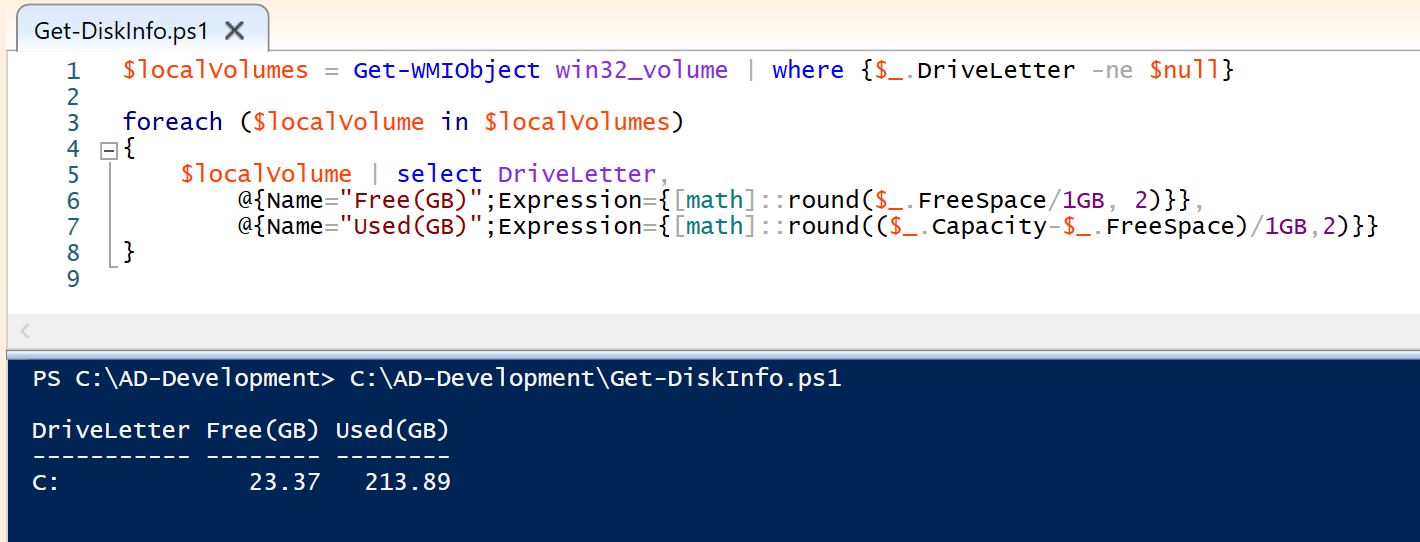 Get-DiskInfo.ps1
1 $localVolumes = Get-WMIObject win32_volume | where {$_.DriveLetter -ne $null}
2
3 foreach ($localVolume in $localVolumes)
4 {
5     $localVolume | select DriveLetter,
6         @{Name="Free(GB)";Expression={[math]::round($_.FreeSpace/1GB, 2)}},
7         @{Name="Used(GB)";Expression={[math]::round(($_.Capacity-$_.FreeSpace)/1GB,2)}}
8 }
9
PS C:\AD-Development> C:\AD-Development\Get-DiskInfo.ps1
DriveLetter Free(GB) Used(GB)
----------- -------- --------
C:             23.37   213.89